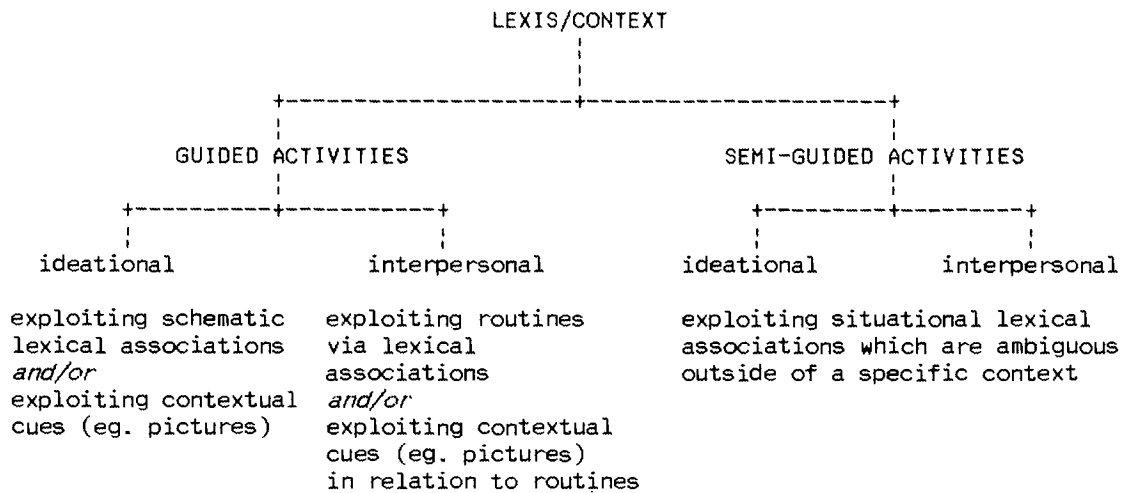 LEXIS/CONTEXT
GUIDED ACTIVITIES
SEMI-GUIDED ACTIVITIES
ideational
interpersonal
ideational
interpersonal
exploiting schematic
lexical associations
and/or
exploiting contextual
cues (eg. pictures)
exploiting routines
via lexical
associations
and/or
exploiting contextual
cues (eg. pictures)
in relation to routines
exploiting situational lexical
associations which are ambiguous
outside of a specific context